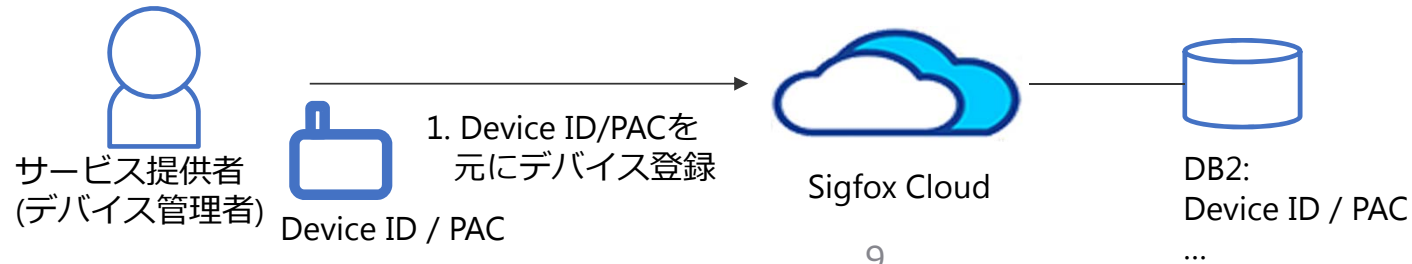 1. Device ID/PACを
元にデバイス登録
サービス提供者
(デバイス管理者)
Device ID / PAC
Sigfox Cloud
DB2:
Device ID / PAC
...
9